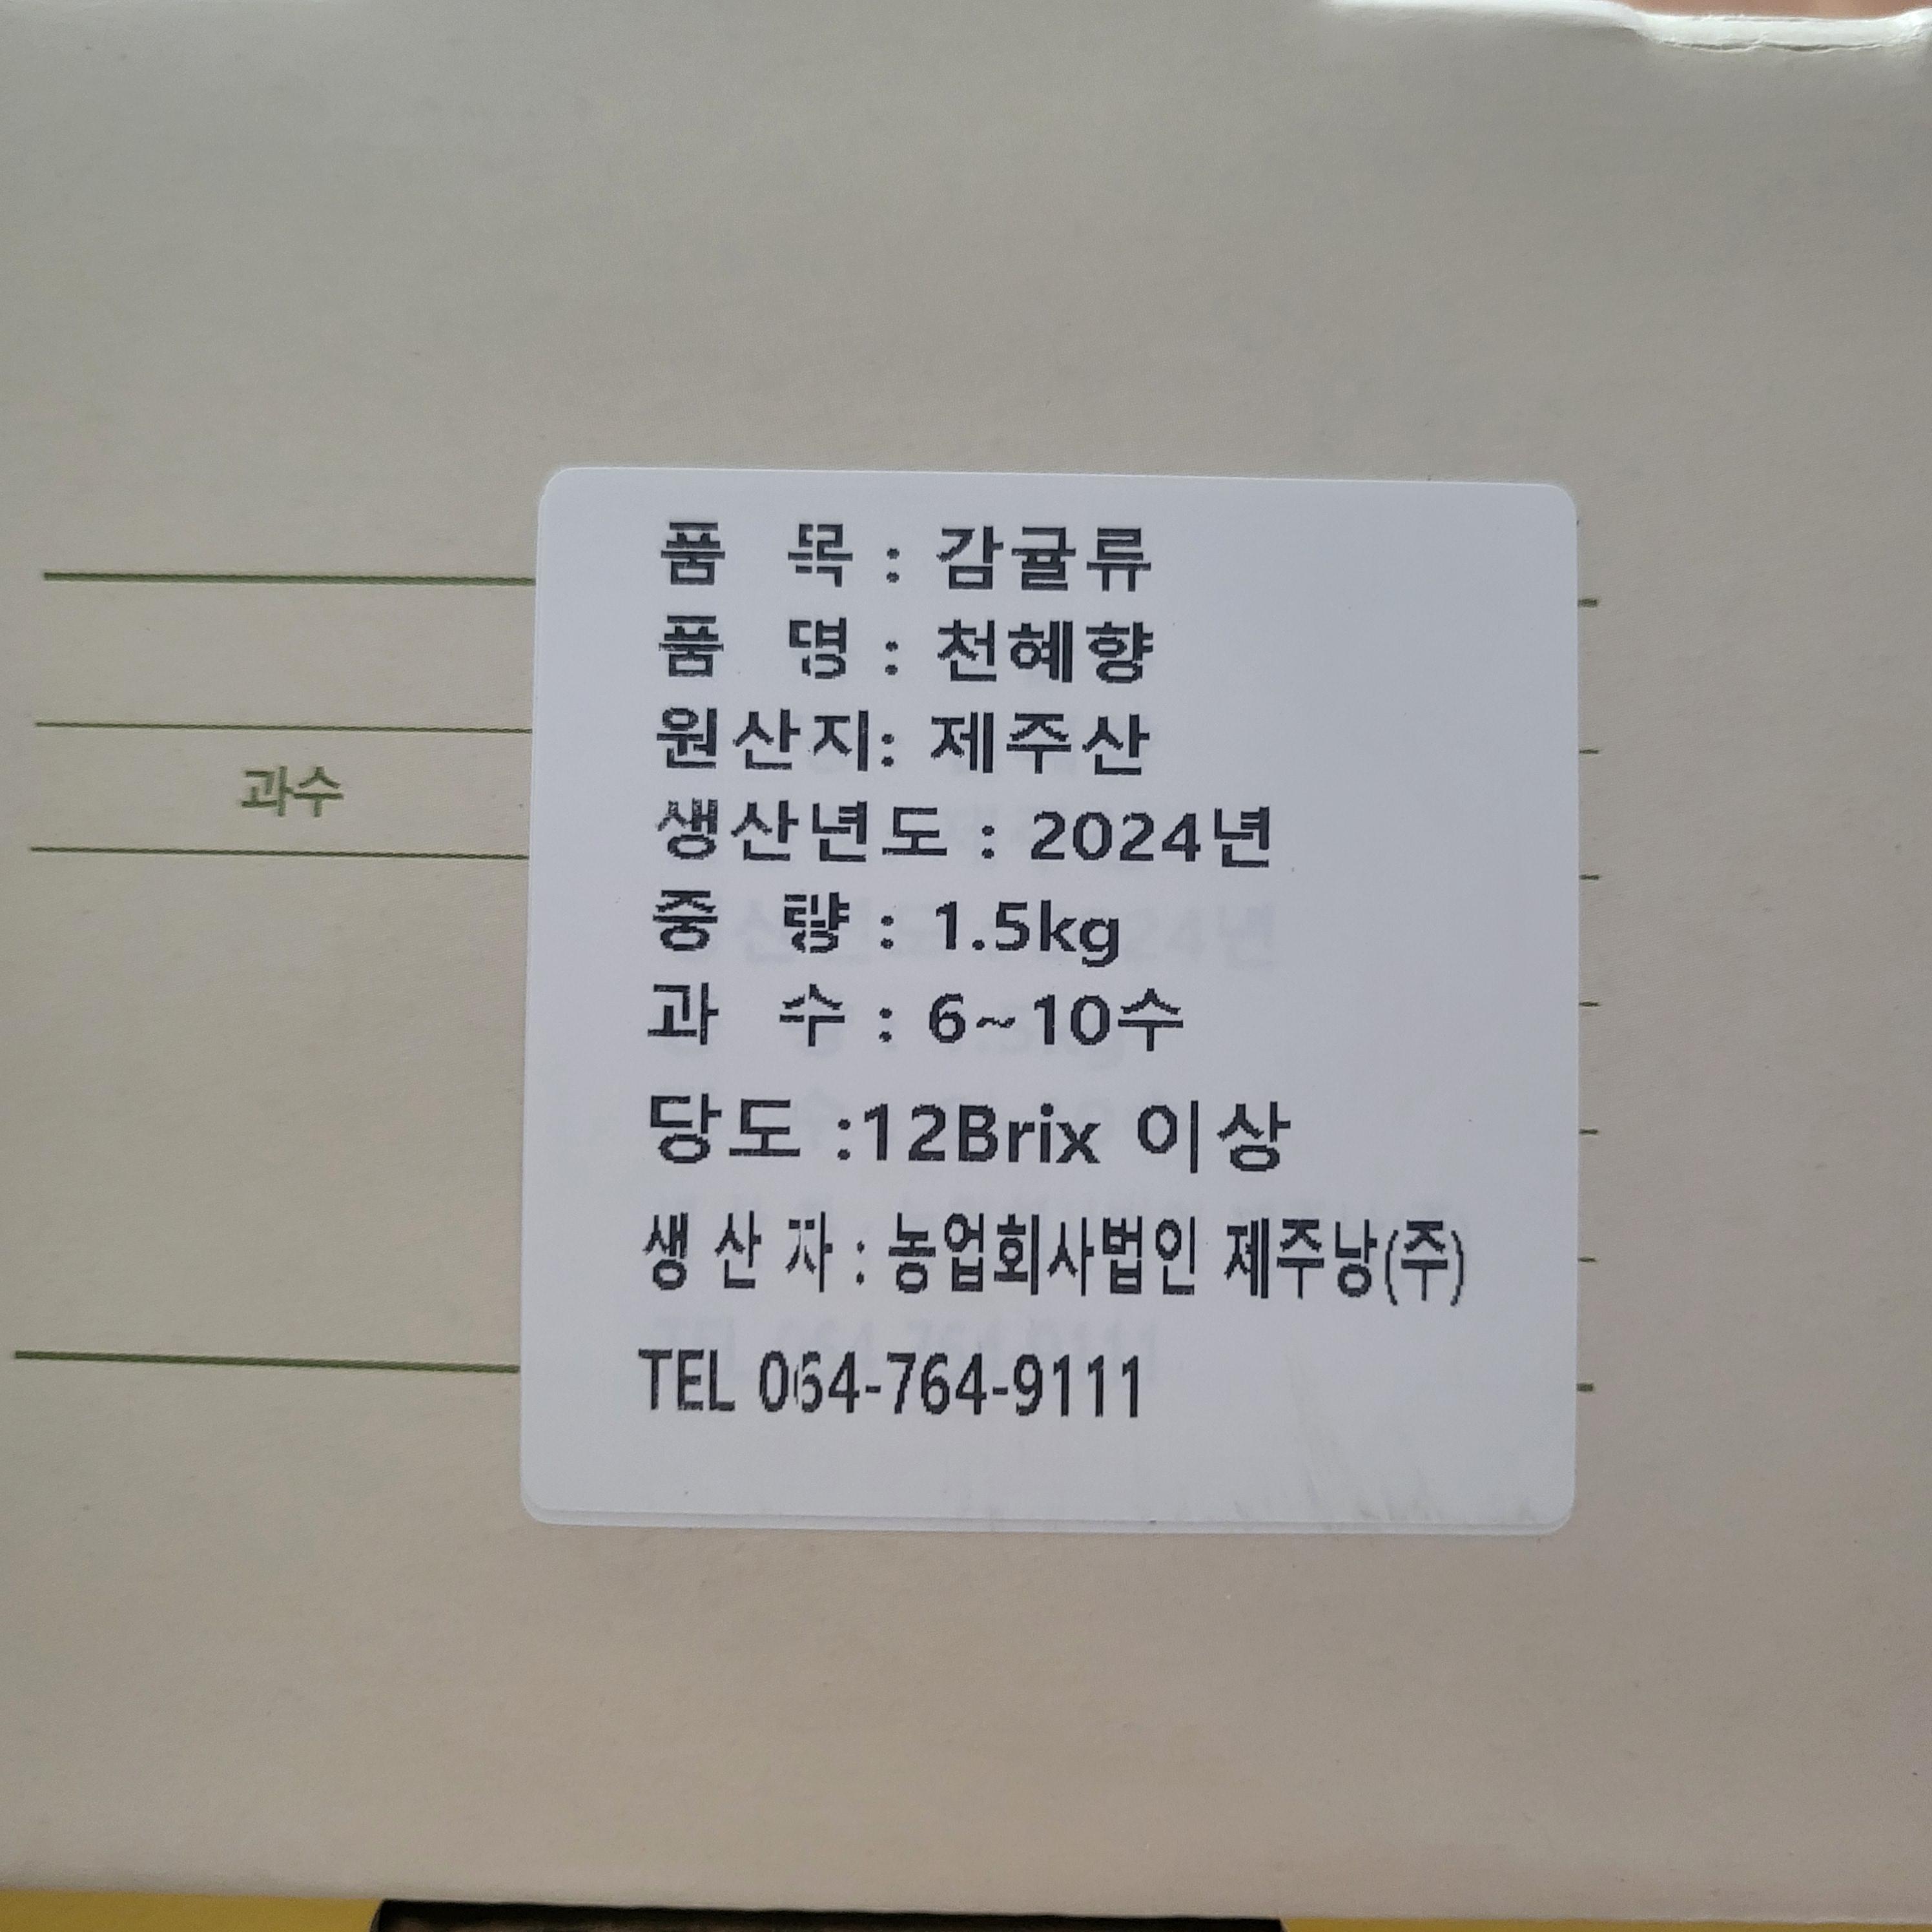 품 목 : 감귤류
품 명 : 천혜향
원산지: 제주산
생산년도 : 2024년
중 량 : 1.5kg
과 수 : 6~10수
당도 :12Brix 이상
생 산 자 : 농업회사법인 제주낭(주)
TEL 064-764-9111
과수